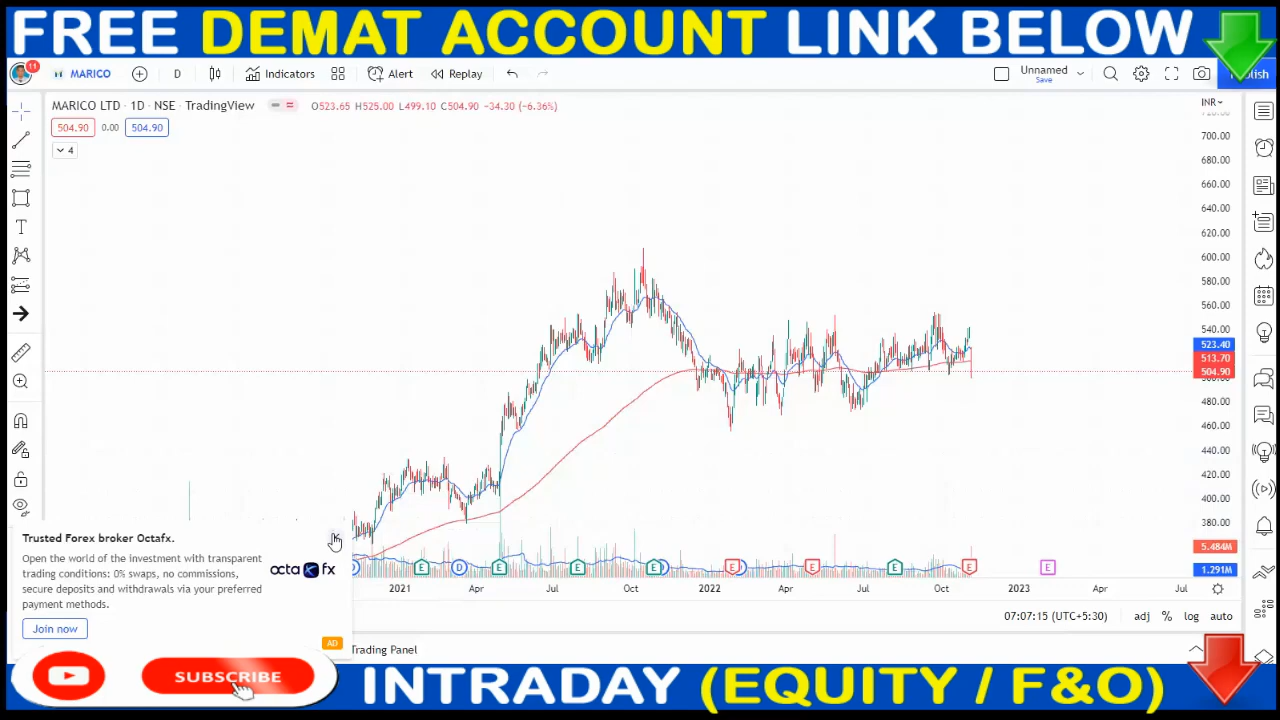 FREE DEMAT ACCOUNT LINK BELOW
11
MARICO
D
Indicators
Alert
Replay
Unnamed
Save
Publish
MARICO LTD · 1D · NSE · TradingView
O523.65 H525.00 L499.10 C504.90 −34.30 (−6.36%)
INR
504.90
0.00
504.90
4
720.00
700.00
680.00
660.00
640.00
620.00
600.00
580.00
560.00
540.00
523.40
513.70
504.90
500.00
480.00
460.00
440.00
420.00
400.00
380.00
5.484M
1.291M
Trusted Forex broker Octafx.
Open the world of the investment with transparent
trading conditions: 0% swaps, no commissions,
secure deposits and withdrawals via your preferred
payment methods.
octa fx
Join now
AD
D E D E E E D E D E E E E
2021 Apr Jul Oct 2022 Apr Jul Oct 2023 Apr Jul
07:07:15 (UTC+5:30)
adj % log auto
Trading Panel
SUBSCRIBE
INTRADAY (EQUITY / F&O)